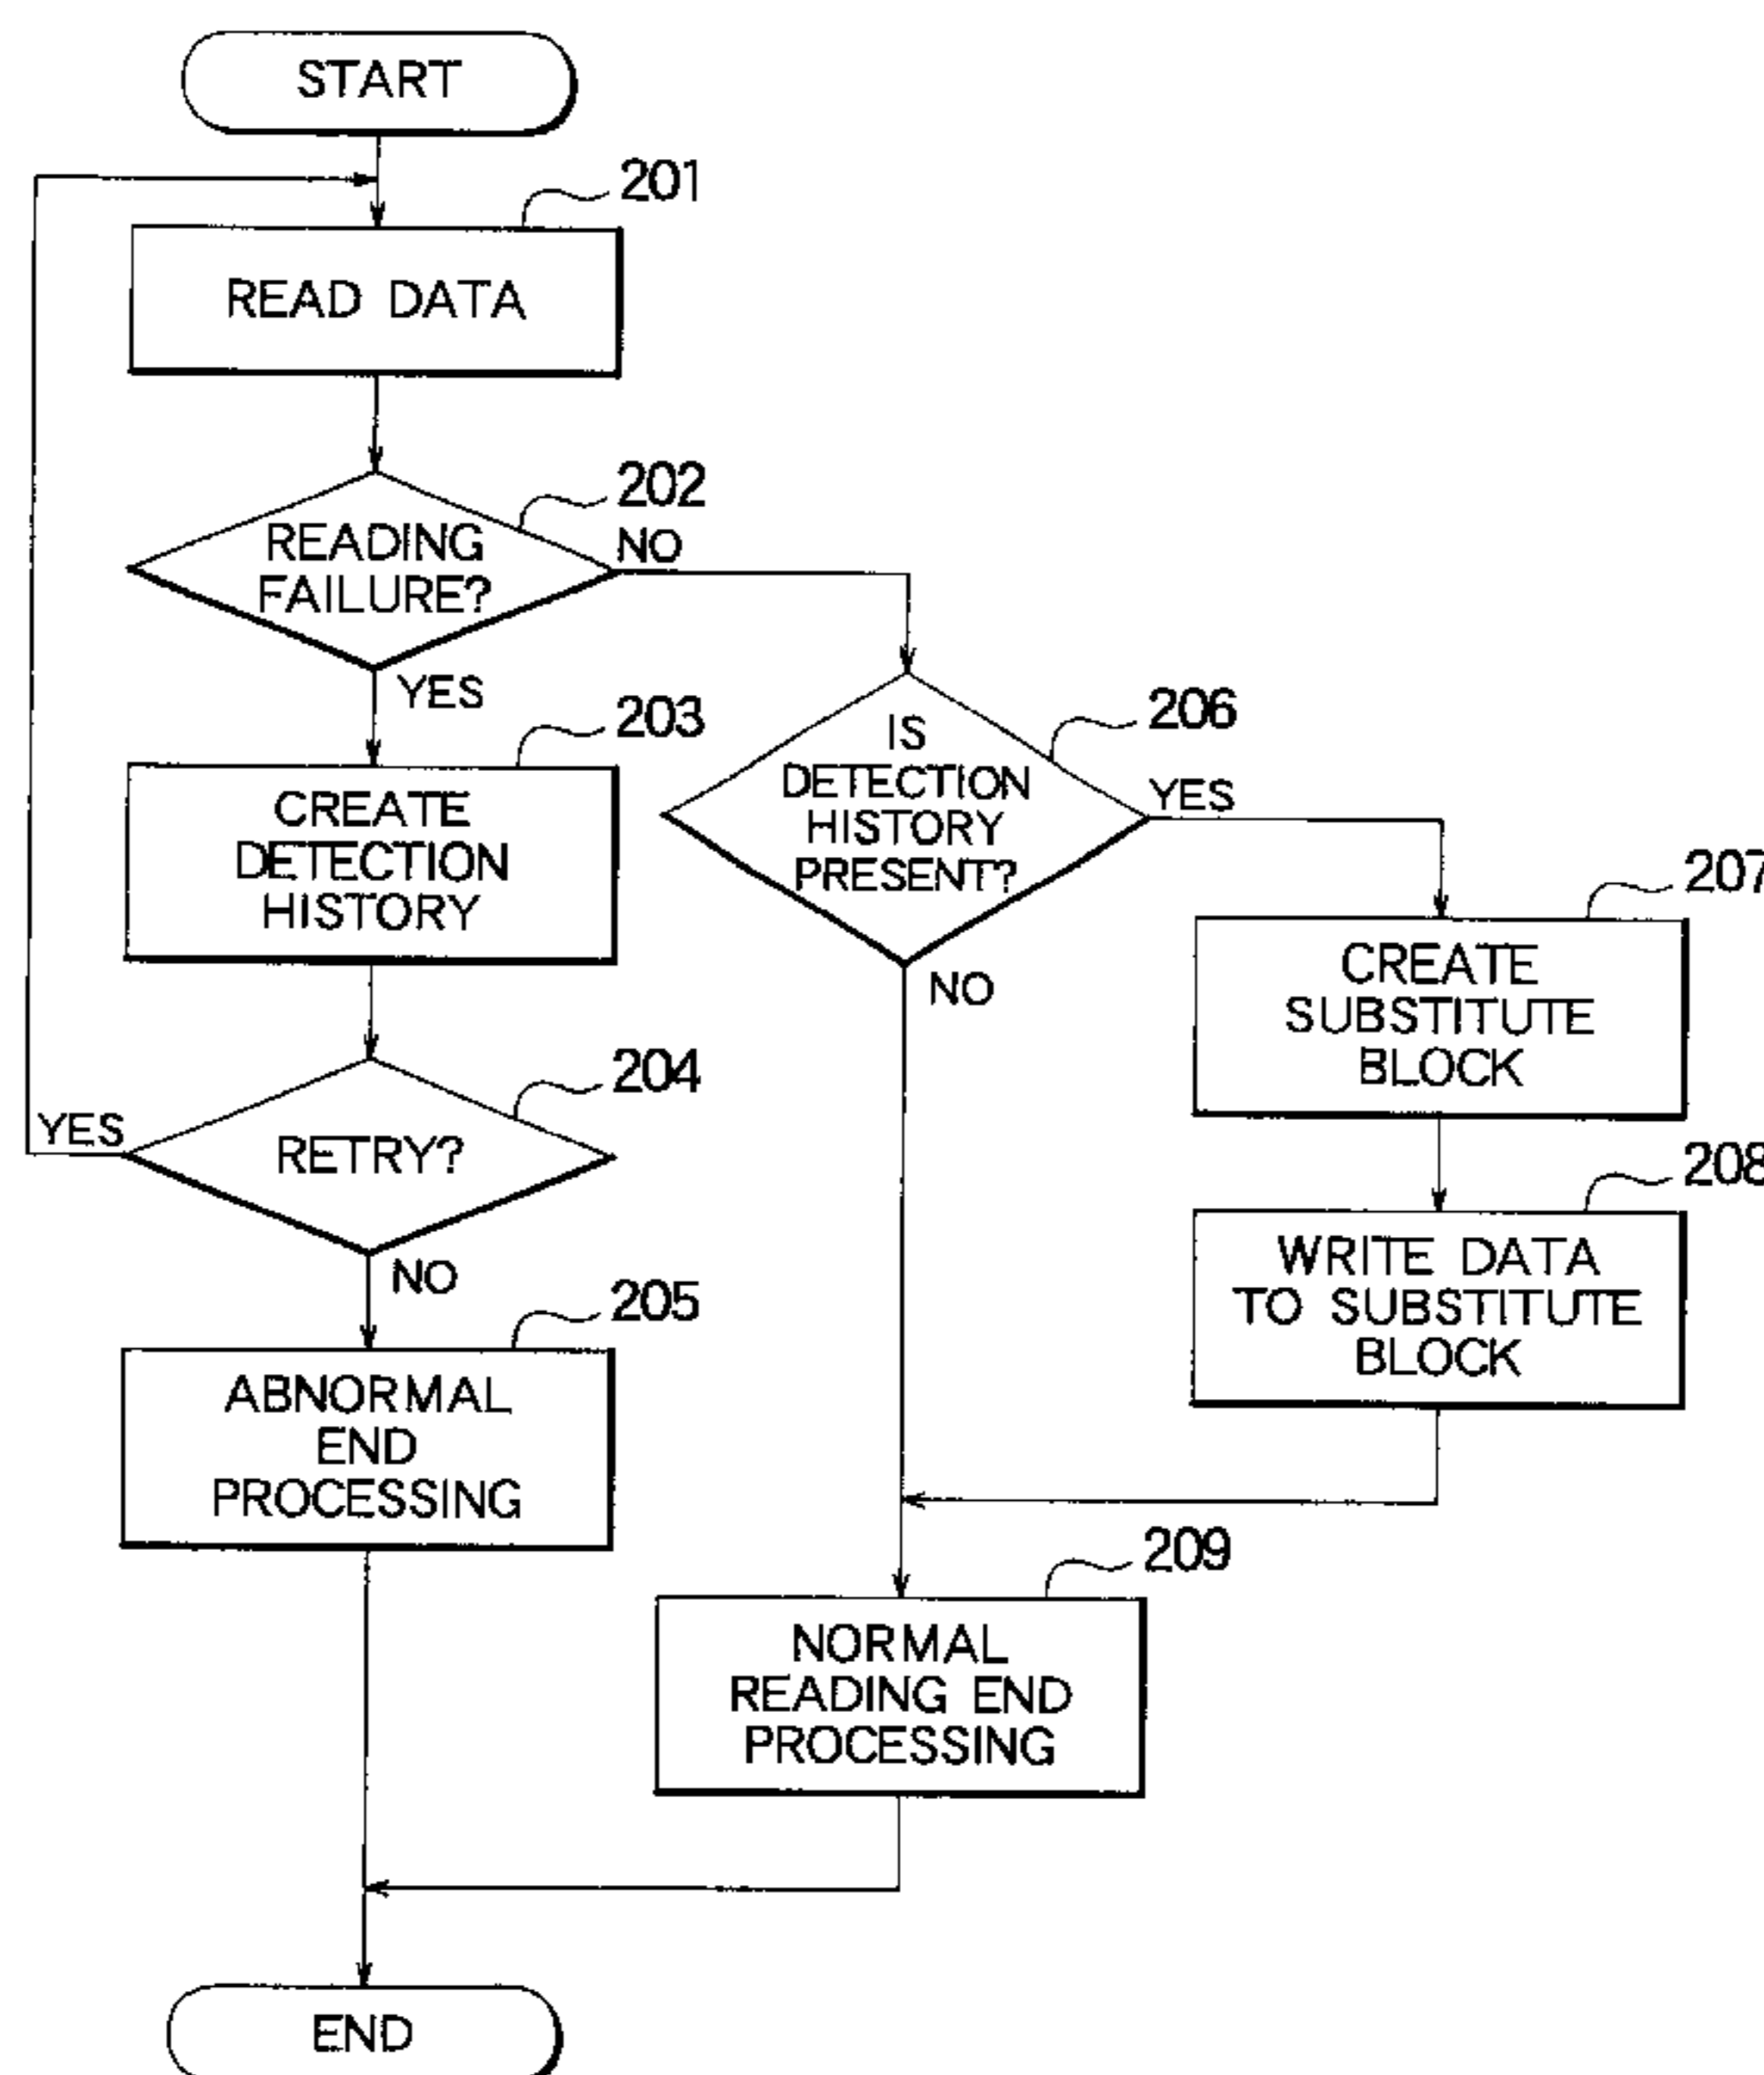 START
201
READ DATA
202
READING
FAILURE?
NO
YES
203
CREATE
DETECTION
HISTORY
204
RETRY?
YES
NO
205
ABNORMAL
END
PROCESSING
206
IS
DETECTION
HISTORY
PRESENT?
YES
NO
207
CREATE
SUBSTITUTE
BLOCK
208
WRITE DATA
TO SUBSTITUTE
BLOCK
209
NORMAL
READING END
PROCESSING
END